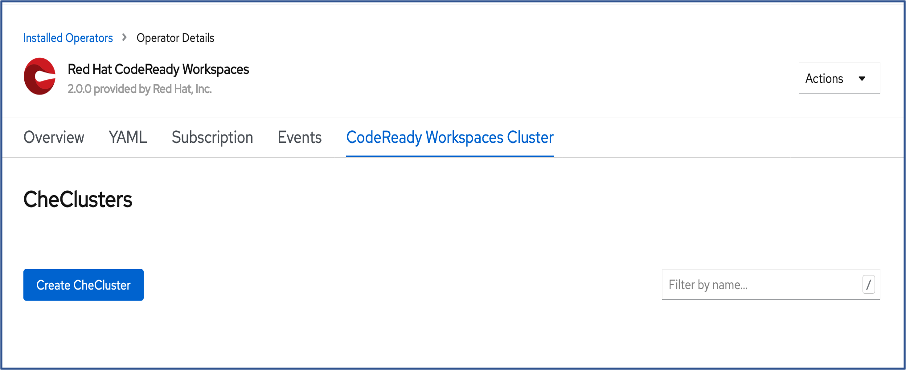 Installed Operators > Operator Details
Red Hat CodeReady Workspaces
2.0.0 provided by Red Hat, Inc.
Actions
Overview YAML Subscription Events CodeReady Workspaces Cluster
CheClusters
Create CheCluster
Filter by name... /